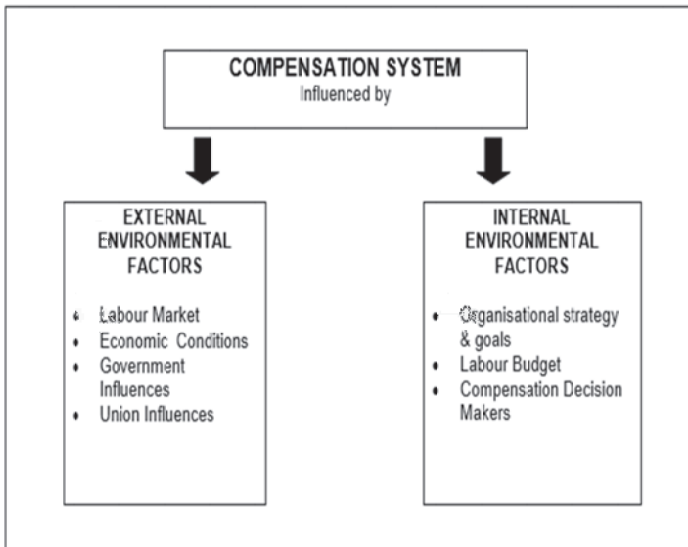 COMPENSATION SYSTEM
Influenced by
EXTERNAL
ENVIRONMENTAL
FACTORS
• Labour Market
• Economic Conditions
• Government
Influences
• Union Influences
INTERNAL
ENVIRONMENTAL
FACTORS
• Organisational strategy
& goals
• Labour Budget
• Compensation Decision
Makers